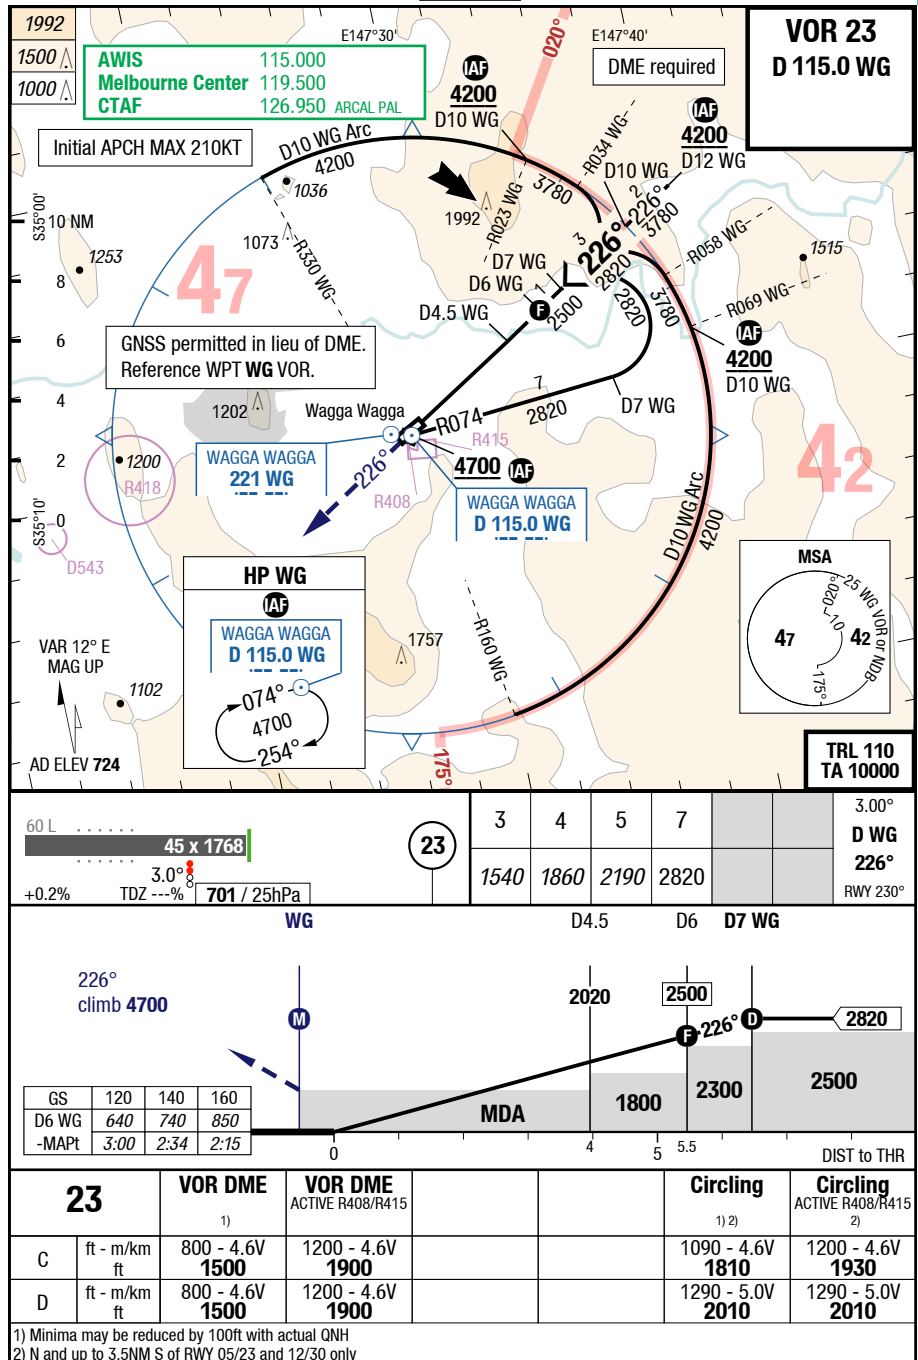 1992
1500
1000
AWIS 115.000
Melbourne Center 119.500
CTAF 126.950 ARCAL PAL
E147°30'
E147°40'
020°
DME required
VOR 23
D 115.0 WG
Initial APCH MAX 210KT
IAF
4200
D10 WG
IAF
4200
D12 WG
D10 WG Arc
4200
1036
1992
R023 WG
3780
R034 WG
D10 WG
2
226°
3780
S35°00'
10 NM
8
6
4
2
0
S35°10'
1253
47
1073
R330 WG
3
226°
2820
D7 WG
D6 WG
1
F
2500
2820
3780
R058 WG
1515
R069 WG
D4.5 WG
IAF
4200
D10 WG
GNSS permitted in lieu of DME.
Reference WPT WG VOR.
1202
Wagga Wagga
R074
7
2820
D7 WG
R415
4700 IAF
226°
WAGGA WAGGA
221 WG
1200
R418
R408
WAGGA WAGGA
D 115.0 WG
42
D10 WG Arc
4200
D543
HP WG
IAF
WAGGA WAGGA
D 115.0 WG
074°
4700
254°
R160 WG
1757
175°
MSA
25 WG VOR or NDB
020°
10
47
42
175°
VAR 12° E
MAG UP
1102
AD ELEV 724
TRL 110
TA 10000
60 L
45 x 1768
3.0°
+0.2%
TDZ ---%
701 / 25hPa
23
3 4 5 7
1540 1860 2190 2820
3.00°
D WG
226°
RWY 230°
WG
D4.5
D6
D7 WG
226°
climb 4700
M
2020
2500
F
226°
D
2820
MDA
1800
2300
2500
GS 120 140 160
D6 WG 640 740 850
-MAPt 3:00 2:34 2:15
0
4
5
5.5
DIST to THR
23
VOR DME
1)
VOR DME
ACTIVE R408/R415
Circling
1) 2)
Circling
ACTIVE R408/R415
2)
C ft - m/km 800 - 4.6V 1200 - 4.6V 1090 - 4.6V 1200 - 4.6V
ft 1500 1900 1810 1930
D ft - m/km 800 - 4.6V 1200 - 4.6V 1290 - 5.0V 1290 - 5.0V
ft 1500 1900 2010 2010
1) Minima may be reduced by 100ft with actual QNH
2) N and up to 3.5NM S of RWY 05/23 and 12/30 only